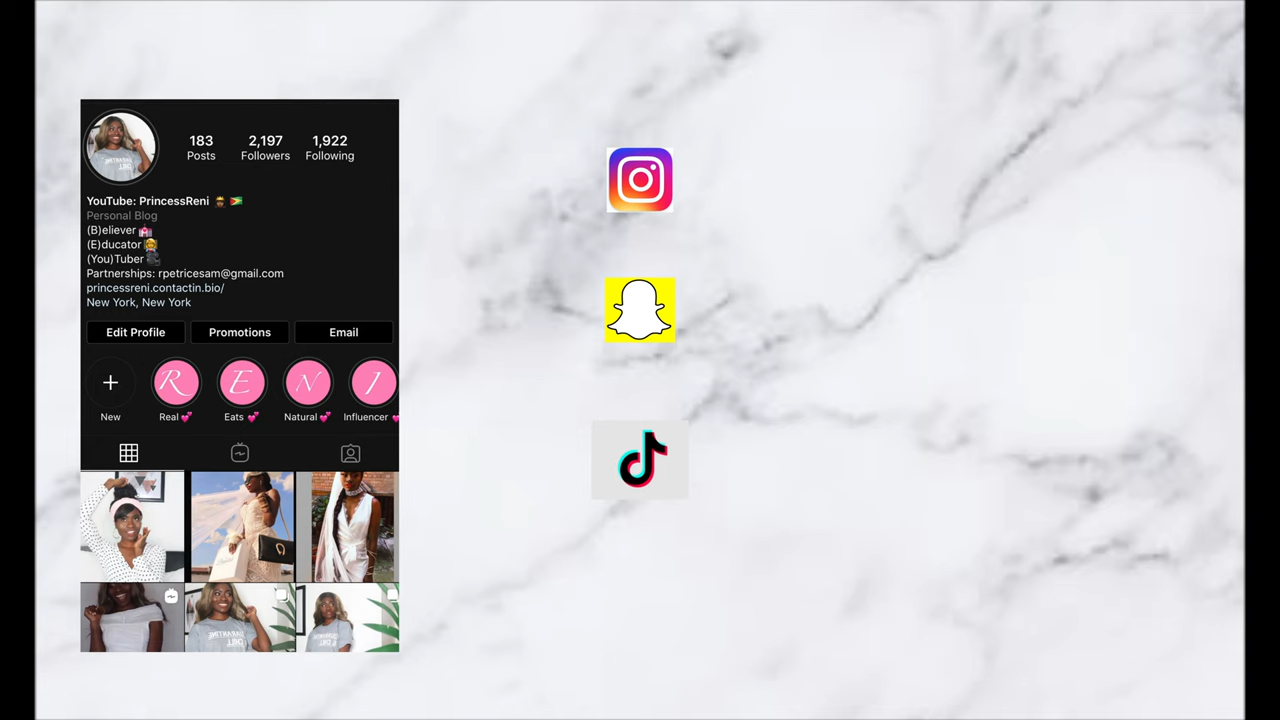 183 2,197 1,922
Posts Followers Following
YouTube: PrincessReni
Personal Blog
(B)eliever
(E)ducator
(You)Tuber
Partnerships: rpetricesam@gmail.com
princessreni.contactin.bio/
New York, New York
Edit Profile Promotions Email
R E N I
New Real Eats Natural Influencer